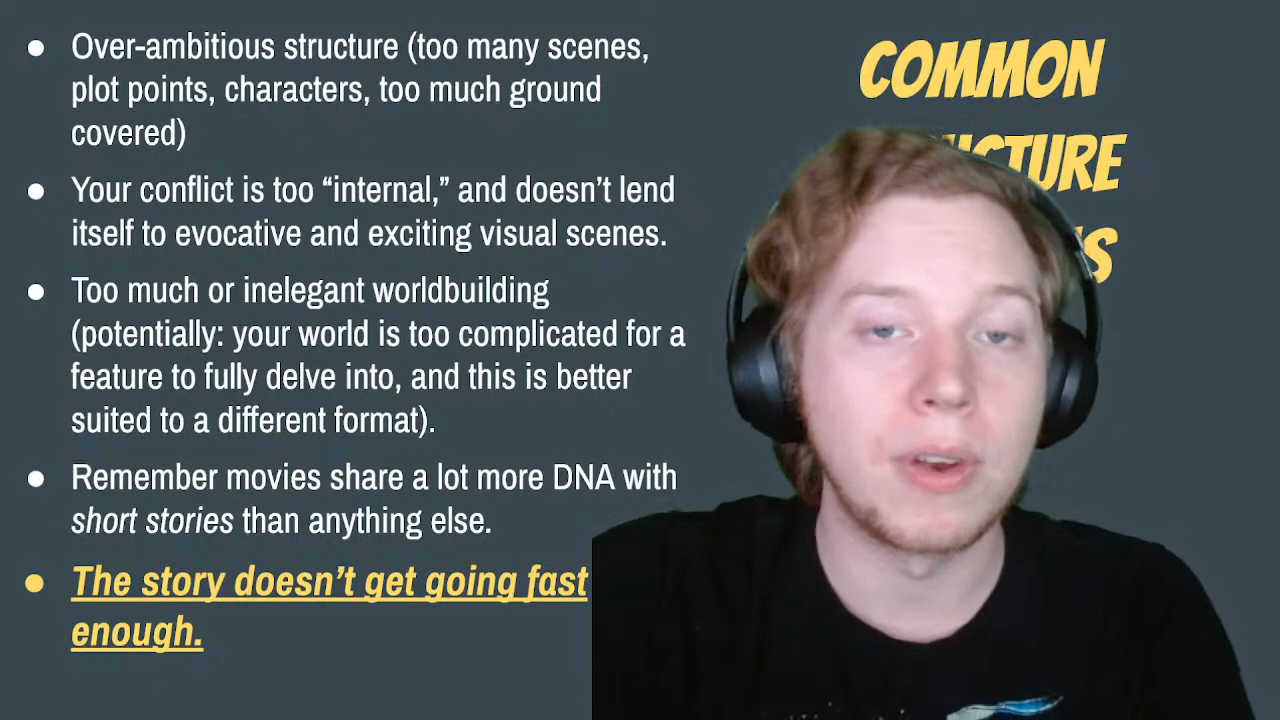 ● Over-ambitious structure (too many scenes,
plot points, characters, too much ground
covered)
● Your conflict is too “internal,” and doesn’t lend
itself to evocative and exciting visual scenes.
● Too much or inelegant worldbuilding
(potentially: your world is too complicated for a
feature to fully delve into, and this is better
suited to a different format).
● Remember movies share a lot more DNA with
short stories than anything else.
● The story doesn’t get going fast
enough.
COMMON